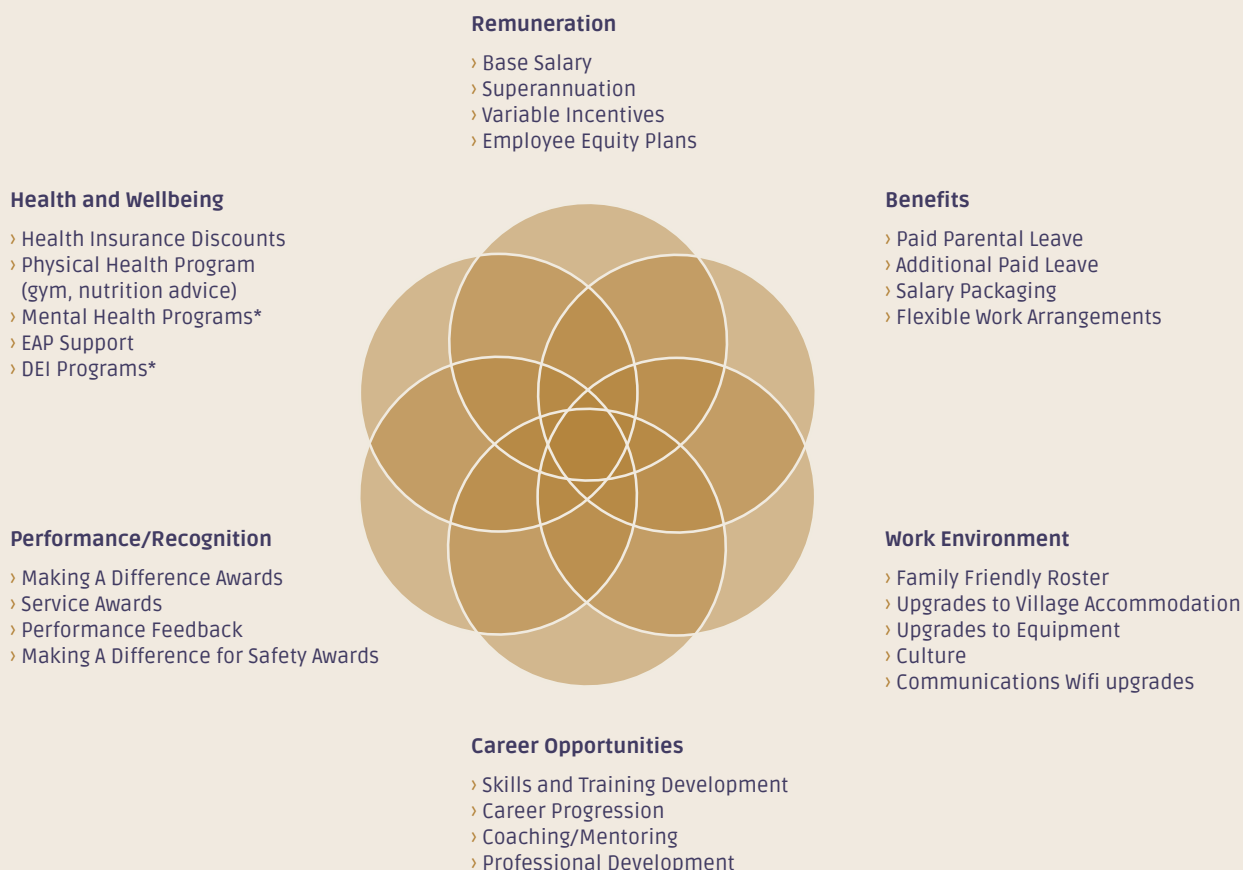 Remuneration
› Base Salary
› Superannuation
› Variable Incentives
› Employee Equity Plans
Health and Wellbeing
› Health Insurance Discounts
› Physical Health Program
(gym, nutrition advice)
› Mental Health Programs*
› EAP Support
› DEI Programs*
Benefits
› Paid Parental Leave
› Additional Paid Leave
› Salary Packaging
› Flexible Work Arrangements
Performance/Recognition
› Making A Difference Awards
› Service Awards
› Performance Feedback
› Making A Difference for Safety Awards
Work Environment
› Family Friendly Roster
› Upgrades to Village Accommodation
› Upgrades to Equipment
› Culture
› Communications Wifi upgrades
Career Opportunities
› Skills and Training Development
› Career Progression
› Coaching/Mentoring
› Professional Development